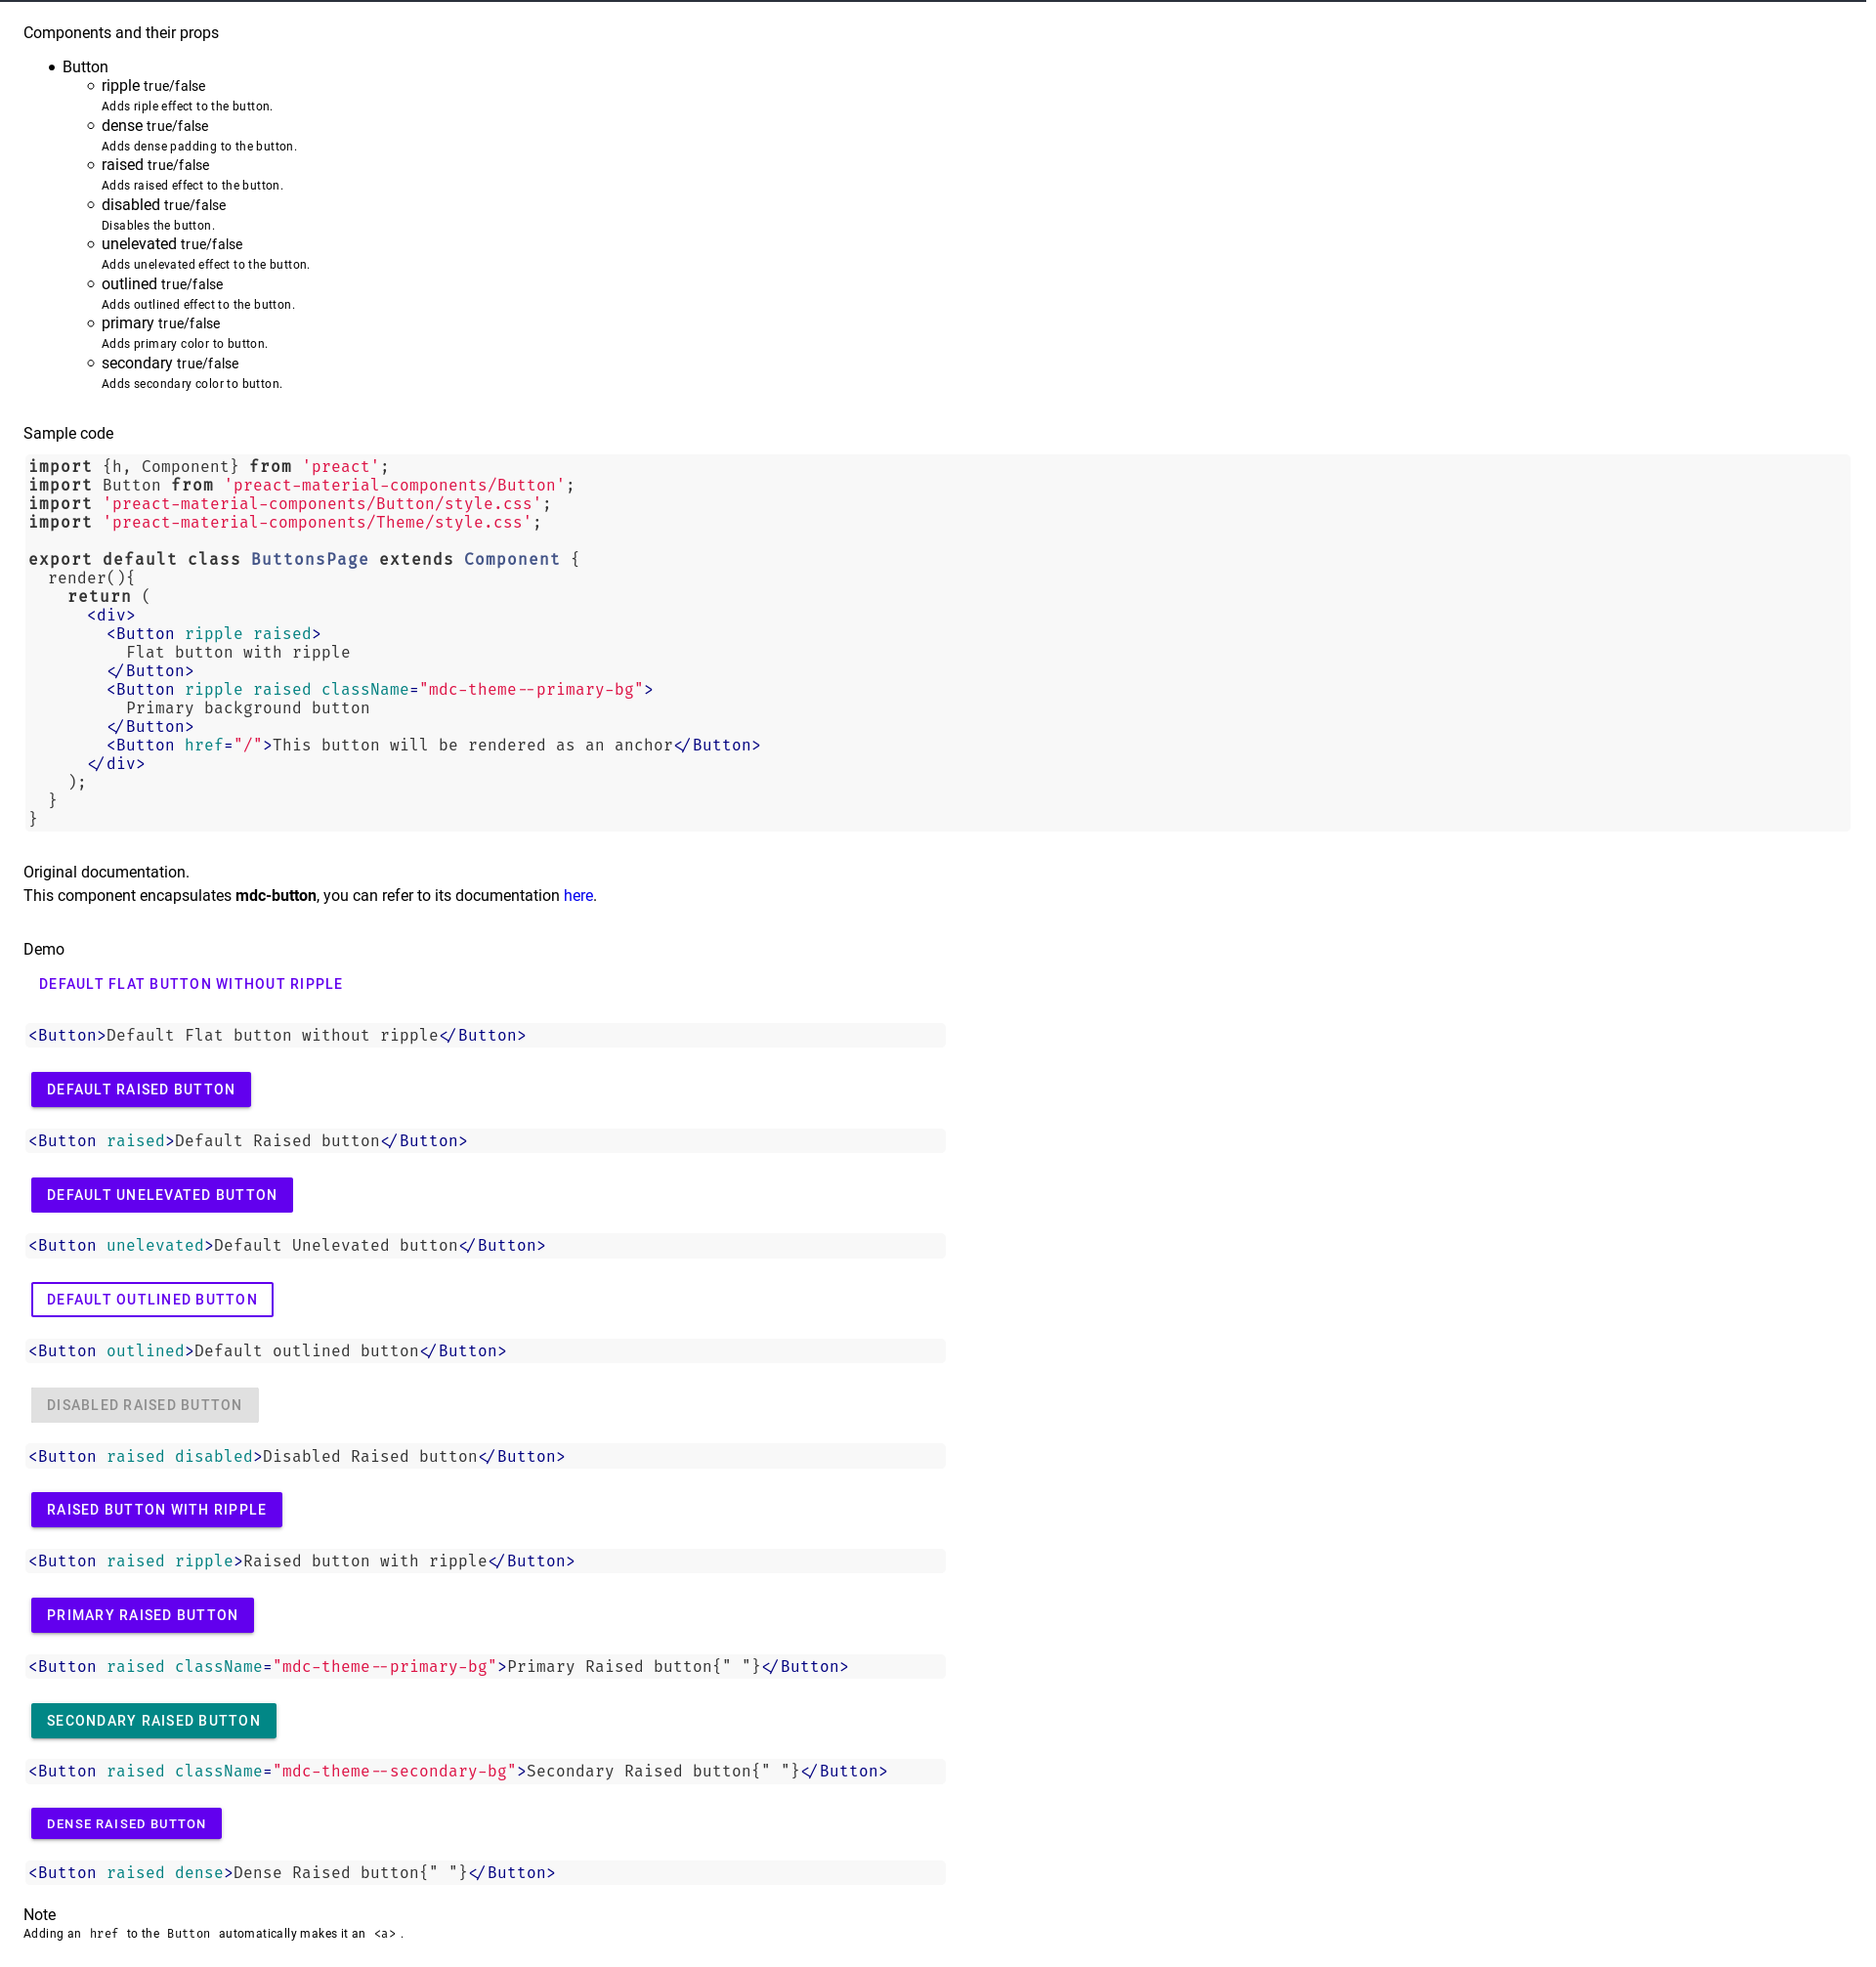 Components and their props
Button
ripple true/false
Adds riple effect to the button.
dense true/false
Adds dense padding to the button.
raised true/false
Adds raised effect to the button.
disabled true/false
Disables the button.
unelevated true/false
Adds unelevated effect to the button.
outlined true/false
Adds outlined effect to the button.
primary true/false
Adds primary color to button.
secondary true/false
Adds secondary color to button.
Sample code
import {h, Component} from 'preact';
import Button from 'preact-material-components/Button';
import 'preact-material-components/Button/style.css';
import 'preact-material-components/Theme/style.css';
export default class ButtonsPage extends Component {
  render(){
    return (
      <div>
        <Button ripple raised>
          Flat button with ripple
        </Button>
        <Button ripple raised className="mdc-theme--primary-bg">
          Primary background button
        </Button>
        <Button href="/">This button will be rendered as an anchor</Button>
      </div>
    );
  }
}
Original documentation.
This component encapsulates mdc-button, you can refer to its documentation here.
Demo
DEFAULT FLAT BUTTON WITHOUT RIPPLE
<Button>Default Flat button without ripple</Button>
DEFAULT RAISED BUTTON
<Button raised>Default Raised button</Button>
DEFAULT UNELEVATED BUTTON
<Button unelevated>Default Unelevated button</Button>
DEFAULT OUTLINED BUTTON
<Button outlined>Default outlined button</Button>
DISABLED RAISED BUTTON
<Button raised disabled>Disabled Raised button</Button>
RAISED BUTTON WITH RIPPLE
<Button raised ripple>Raised button with ripple</Button>
PRIMARY RAISED BUTTON
<Button raised className="mdc-theme--primary-bg">Primary Raised button{" "}</Button>
SECONDARY RAISED BUTTON
<Button raised className="mdc-theme--secondary-bg">Secondary Raised button{" "}</Button>
DENSE RAISED BUTTON
<Button raised dense>Dense Raised button{" "}</Button>
Note
Adding an href to the Button automatically makes it an <a> .